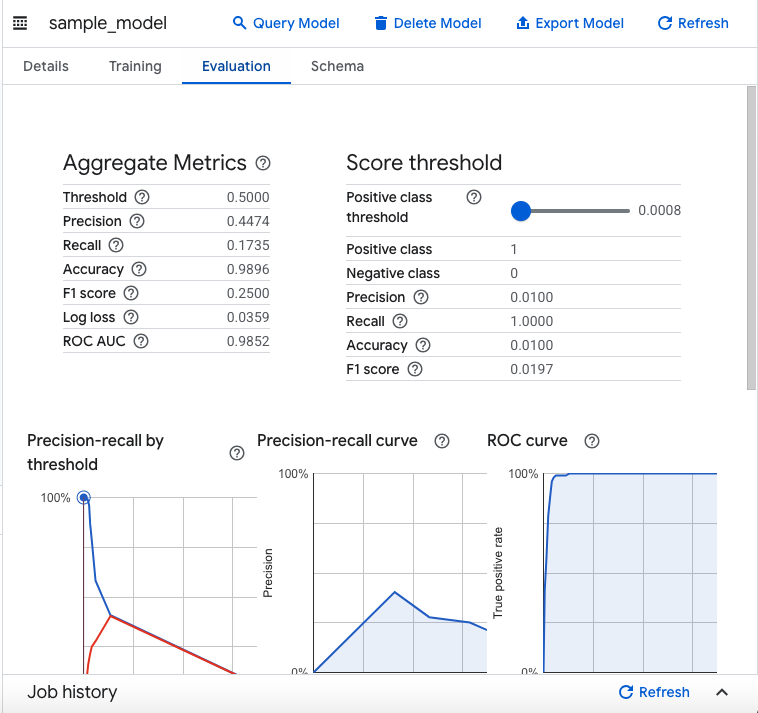 sample_model
Query Model
Delete Model
Export Model
Refresh
Details
Training
Evaluation
Schema
Aggregate Metrics
Threshold 0.5000
Precision 0.4474
Recall 0.1735
Accuracy 0.9896
F1 score 0.2500
Log loss 0.0359
ROC AUC 0.9852
Score threshold
Positive class
threshold
0.0008
Positive class 1
Negative class 0
Precision 0.0100
Recall 1.0000
Accuracy 0.0100
F1 score 0.0197
Precision-recall by
threshold
100%
Precision-recall curve
100%
Precision
0%
ROC curve
100%
True positive rate
0%
Job history
Refresh